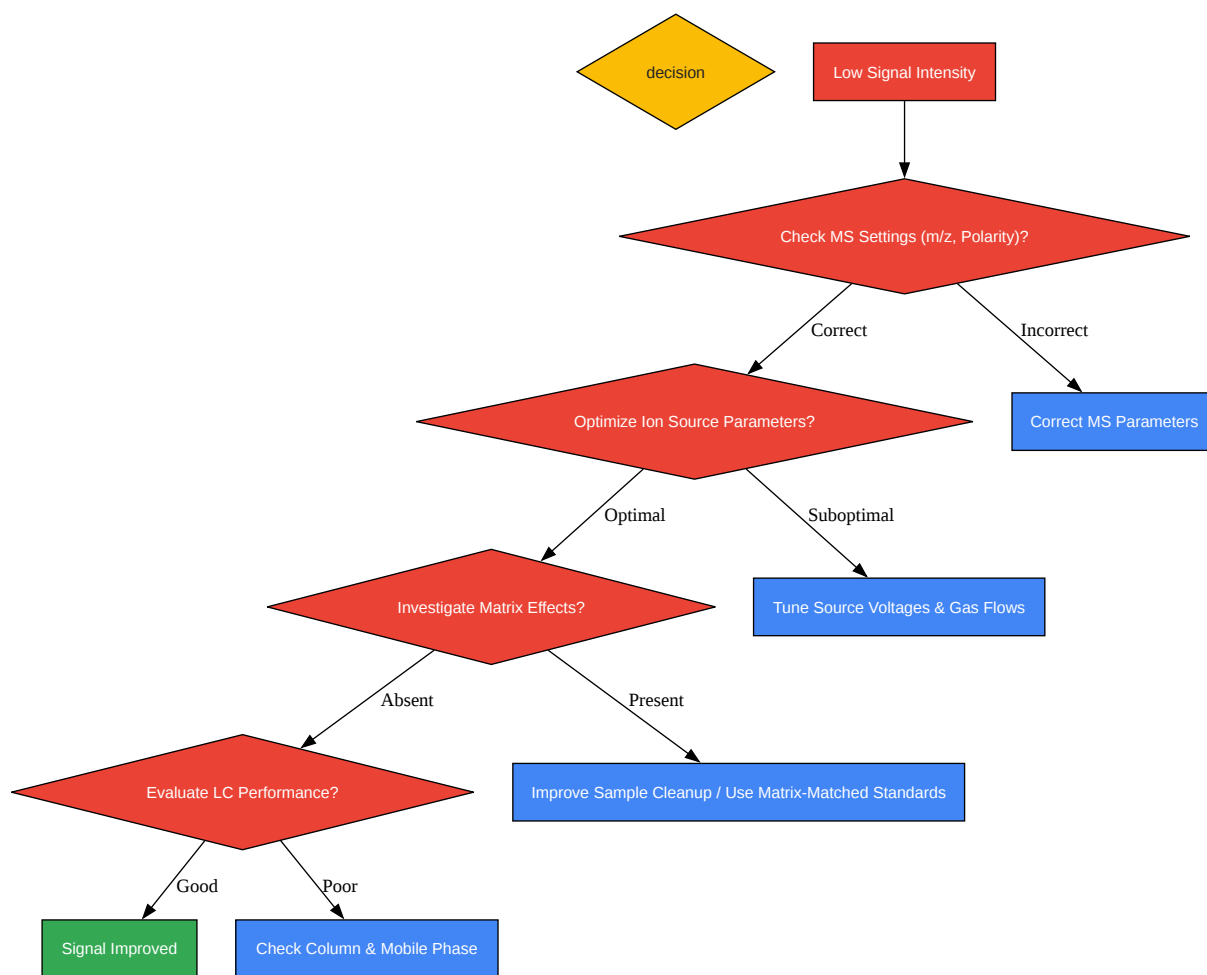 decision
Low Signal Intensity
Check MS Settings (m/z, Polarity)?
Correct
Incorrect
Optimize Ion Source Parameters?
Correct MS Parameters
Optimal
Suboptimal
Investigate Matrix Effects?
Tune Source Voltages & Gas Flows
Absent
Present
Evaluate LC Performance?
Improve Sample Cleanup / Use Matrix-Matched Standards
Good
Poor
Signal Improved
Check Column & Mobile Phase